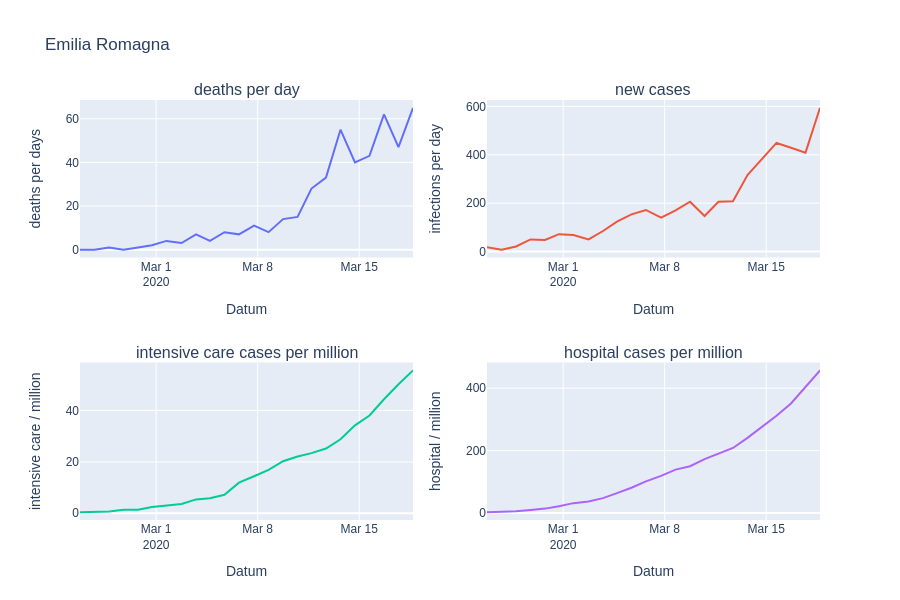 Emilia Romagna
deaths per day
deaths per days
60
40
20
0
Mar 1
2020
Mar 8
Mar 15
Datum
new cases
infections per day
600
400
200
0
Mar 1
2020
Mar 8
Mar 15
Datum
intensive care cases per million
intensive care / million
40
20
0
Mar 1
2020
Mar 8
Mar 15
Datum
hospital cases per million
hospital / million
400
200
0
Mar 1
2020
Mar 8
Mar 15
Datum